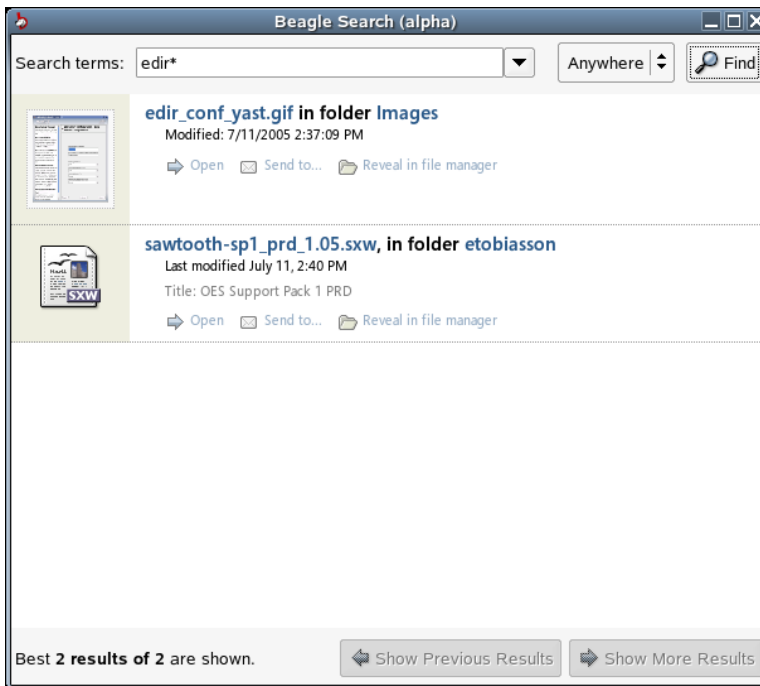 Beagle Search (alpha)
Search terms: edir* Anywhere Find
edir_conf_yast.gif in folder Images
Modified: 7/11/2005 2:37:09 PM
Open Send to... Reveal in file manager
sawtooth-sp1_prd_1.05.sxw, in folder etobiasson
Last modified July 11, 2:40 PM
Title: OES Support Pack 1 PRD
SXW
Open Send to... Reveal in file manager
Best 2 results of 2 are shown. Show Previous Results Show More Results